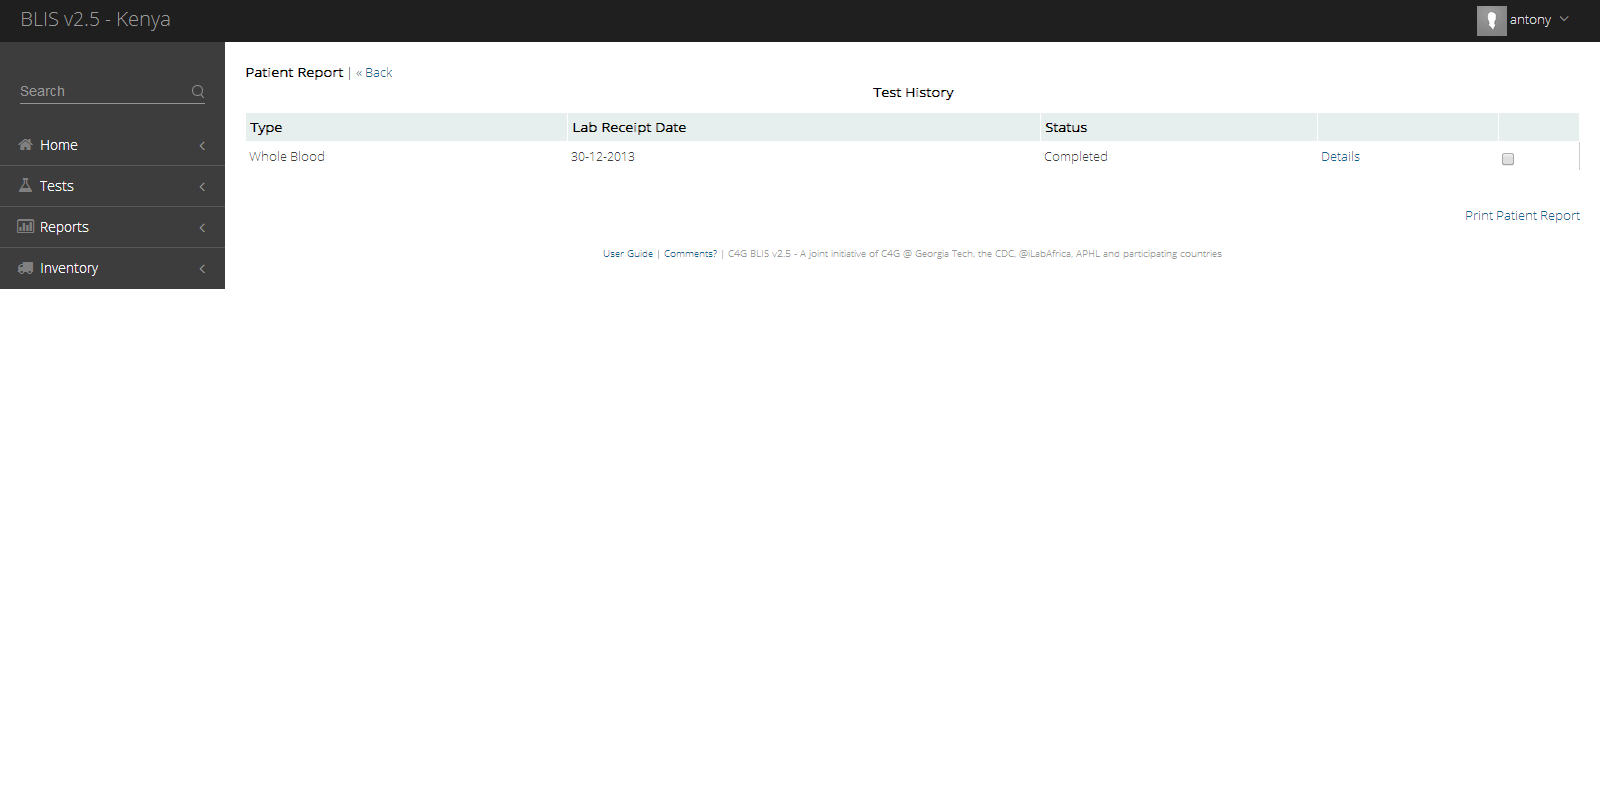 BLIS v2.5 - Kenya
antony
Search
Home
Tests
Reports
Inventory
Patient Report | « Back
Test History
Type Lab Receipt Date Status
Whole Blood 30-12-2013 Completed Details
Print Patient Report
User Guide | Comments? | C4G BLIS v2.5 - A joint initiative of C4G @ Georgia Tech, the CDC, @iLabAfrica, APHL and participating countries